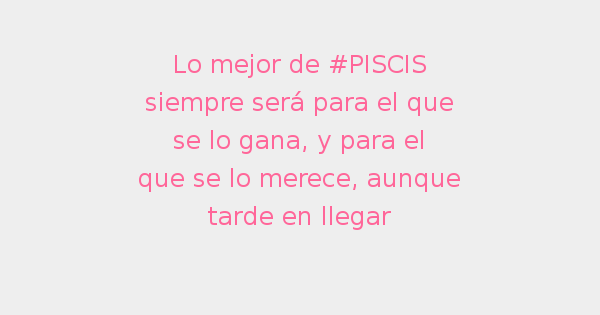 Lo mejor de #PISCIS
siempre será para el que
se lo gana, y para el
que se lo merece, aunque
tarde en llegar